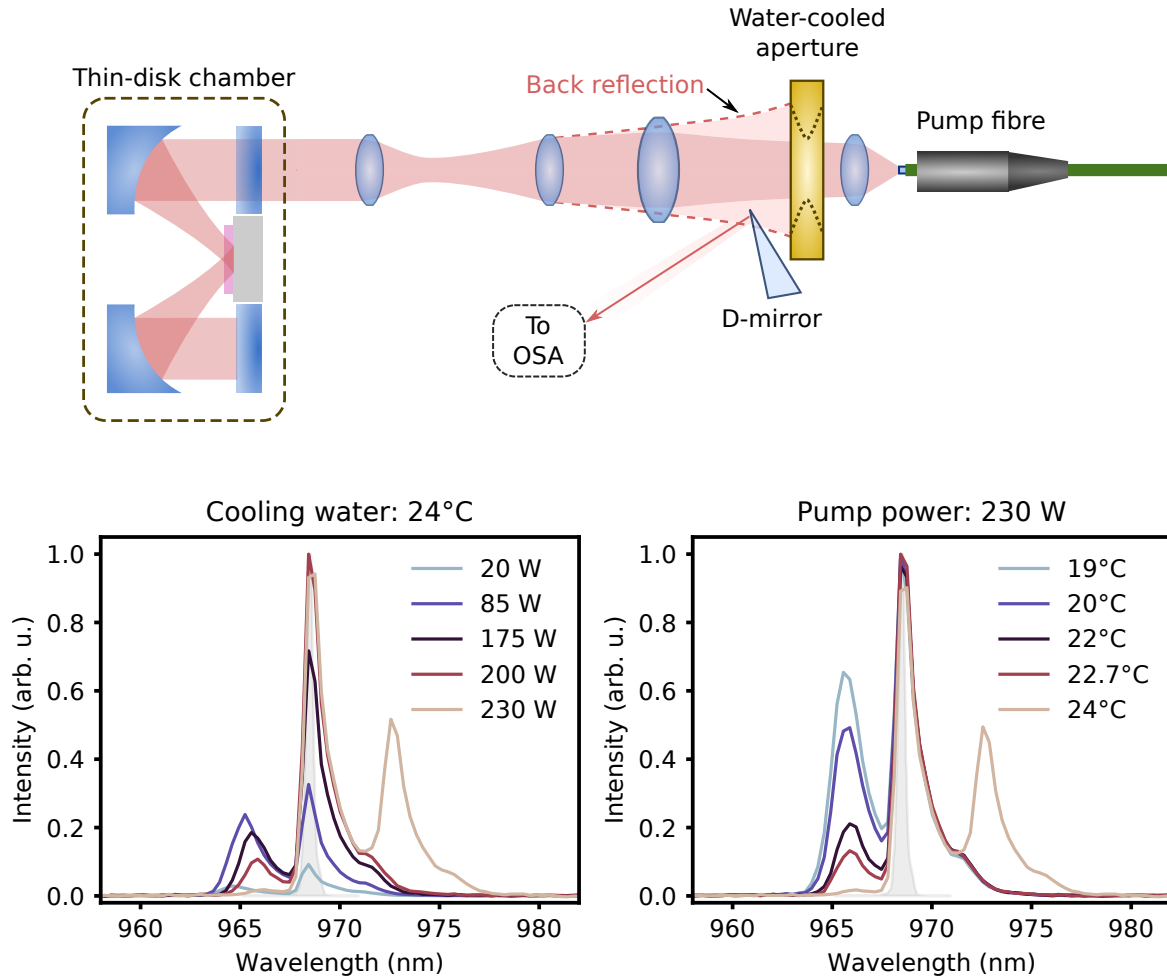 Water-cooled
aperture
Thin-disk chamber
Back reflection
Pump fibre
D-mirror
To
OSA
Cooling water: 24°C
Intensity (arb. u.)
1.0
0.8
0.6
0.4
0.2
0.0
20 W
85 W
175 W
200 W
230 W
960
965
970
975
980
Wavelength (nm)
Pump power: 230 W
Intensity (arb. u.)
1.0
0.8
0.6
0.4
0.2
0.0
19°C
20°C
22°C
22.7°C
24°C
960
965
970
975
980
Wavelength (nm)